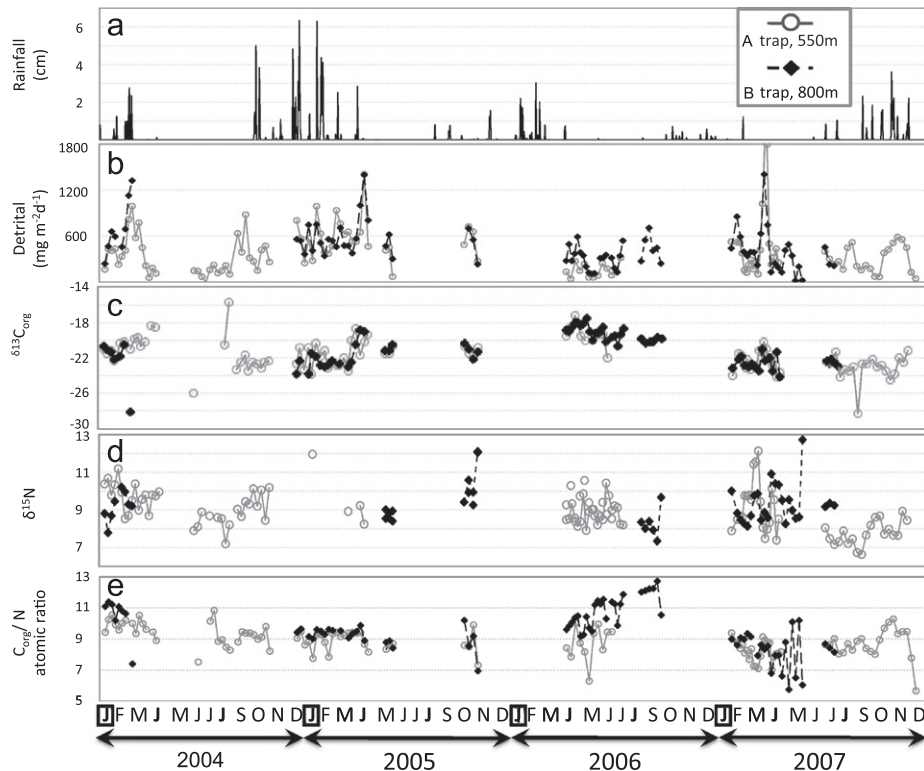 a
Rainfall
(cm)
6
4
2
A trap, 550m
B trap, 800m
b
Detrital
(mg m⁻²d⁻¹)
1800
1200
600
c
δ13Corg
-14
-18
-22
-26
-30
d
δ¹⁵N
13
11
9
7
e
Corg/ N
atomic ratio
13
11
9
7
5
J F M J M J J S O N D J F M M J J J J O N D J J M M J J S O N D J F M M J J S O N D
2004 2005 2006 2007